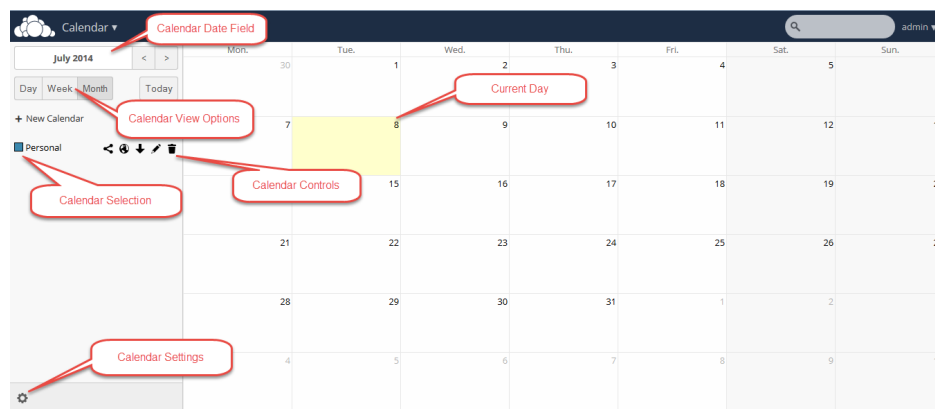 Calendar ▾
Calendar Date Field
admin
July 2014 < >
Mon. Tue. Wed. Thu. Fri. Sat. Sun.
30 1 2 3 4 5
Day Week Month Today
Current Day
+ New Calendar
Calendar View Options
7 8 9 10 11 12
Personal
Calendar Controls
15 16 17 18 19
Calendar Selection
21 22 23 24 25 26
28 29 30 31 1 2
Calendar Settings
4 5 6 7 8 9